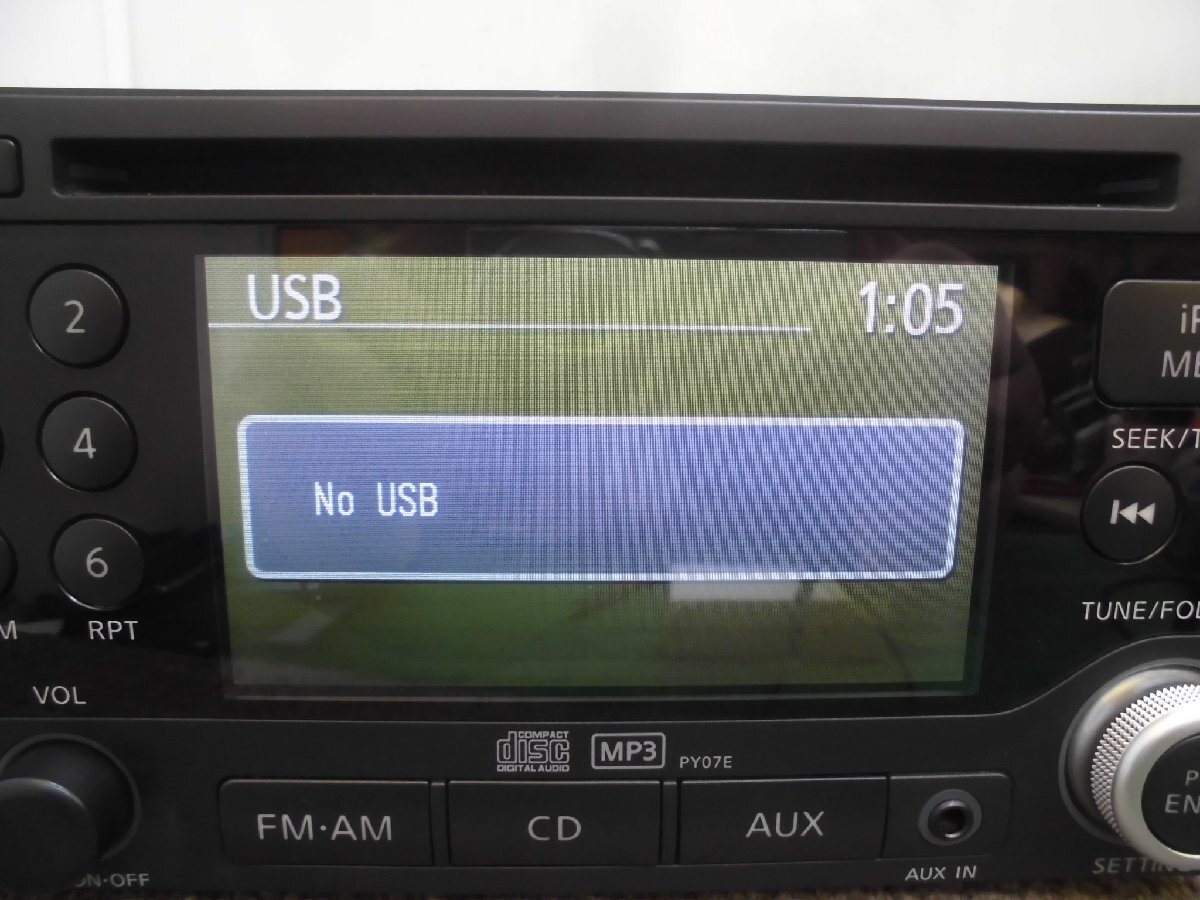 USB
1:05
No USB
2
4
6
RPT
VOL
ON·OFF
COMPACT
disc
DIGITAL AUDIO
MP3
PY07E
FM·AM
CD
AUX
AUX IN
SEEK/T
TUNE/FOL